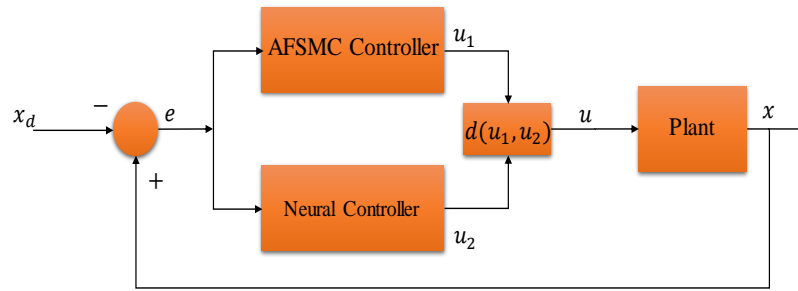 AFSMC Controller
u₁
x_d
−
e
d(u₁,u₂)
u
Plant
x
+
Neural Controller
u₂